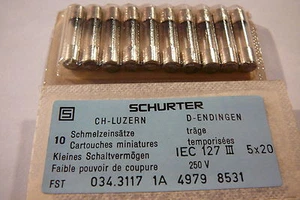 SCHURTER
CH-LUZERN D-ENDINGEN
10 Schmelzeinsätze träge
Cartouches miniatures temporisées
Kleines Schaltvermögen IEC 127 III 5x20
Faible pouvoir de coupure 250 V
FST 034.3117 1A 4979 8531